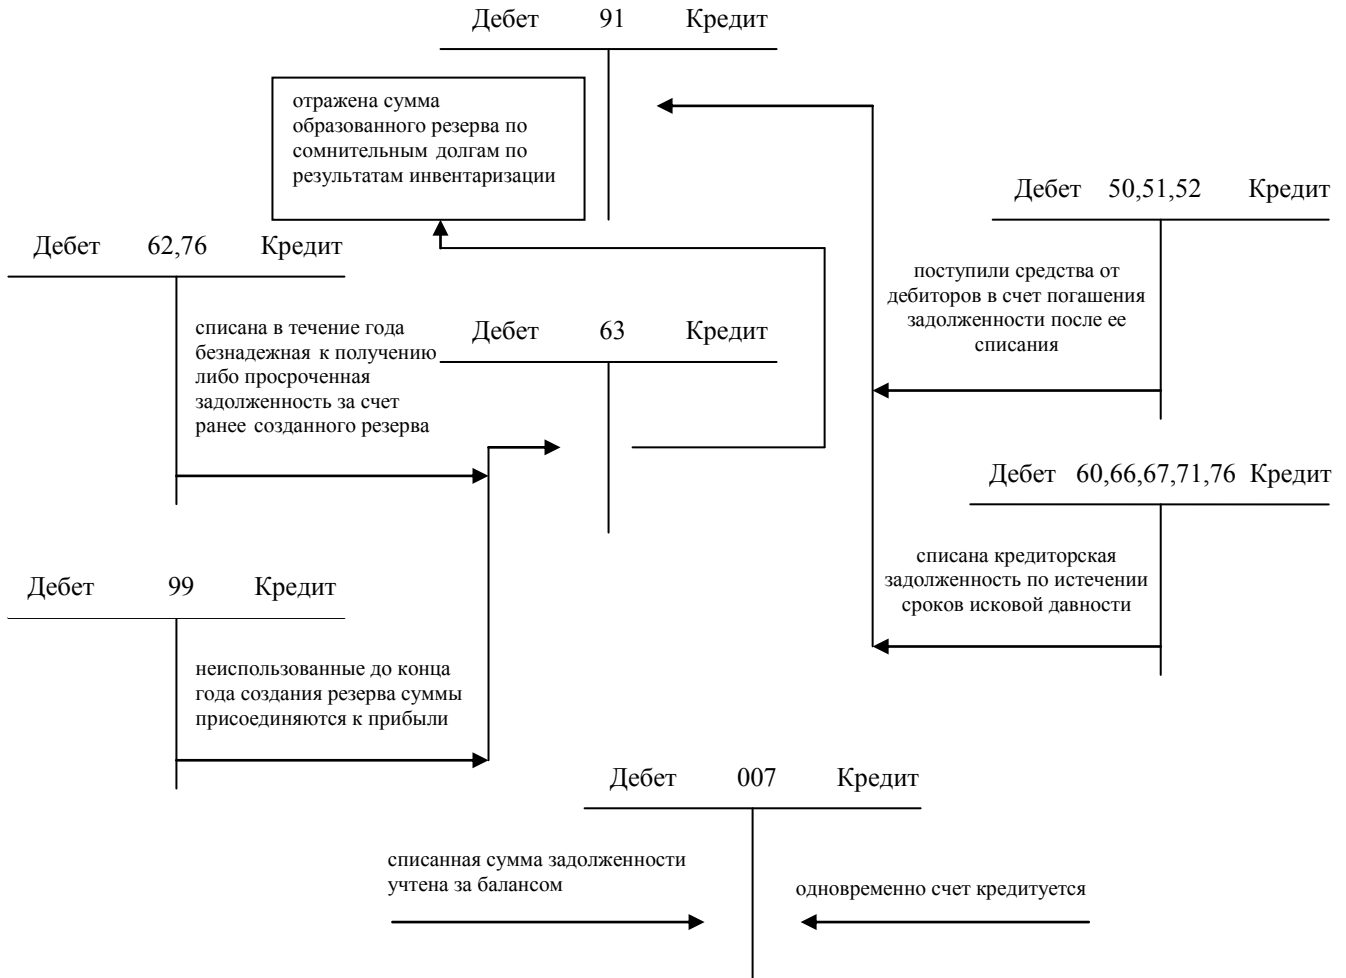 Дебет 91 Кредит
отражена сумма
образованного резерва по
сомнительным долгам по
результатам инвентаризации
Дебет 50,51,52 Кредит
Дебет 62,76 Кредит
поступили средства от
дебиторов в счет погашения
задолженности после ее
списания
списана в течение года
безнадежная к получению
либо просроченная
задолженность за счет
ранее созданного резерва
Дебет 63 Кредит
Дебет 60,66,67,71,76 Кредит
списана кредиторская
задолженность по истечении
сроков исковой давности
Дебет 99 Кредит
неиспользованные до конца
года создания резерва суммы
присоединяются к прибыли
Дебет 007 Кредит
списанная сумма задолженности
учтена за балансом
одновременно счет кредитуется